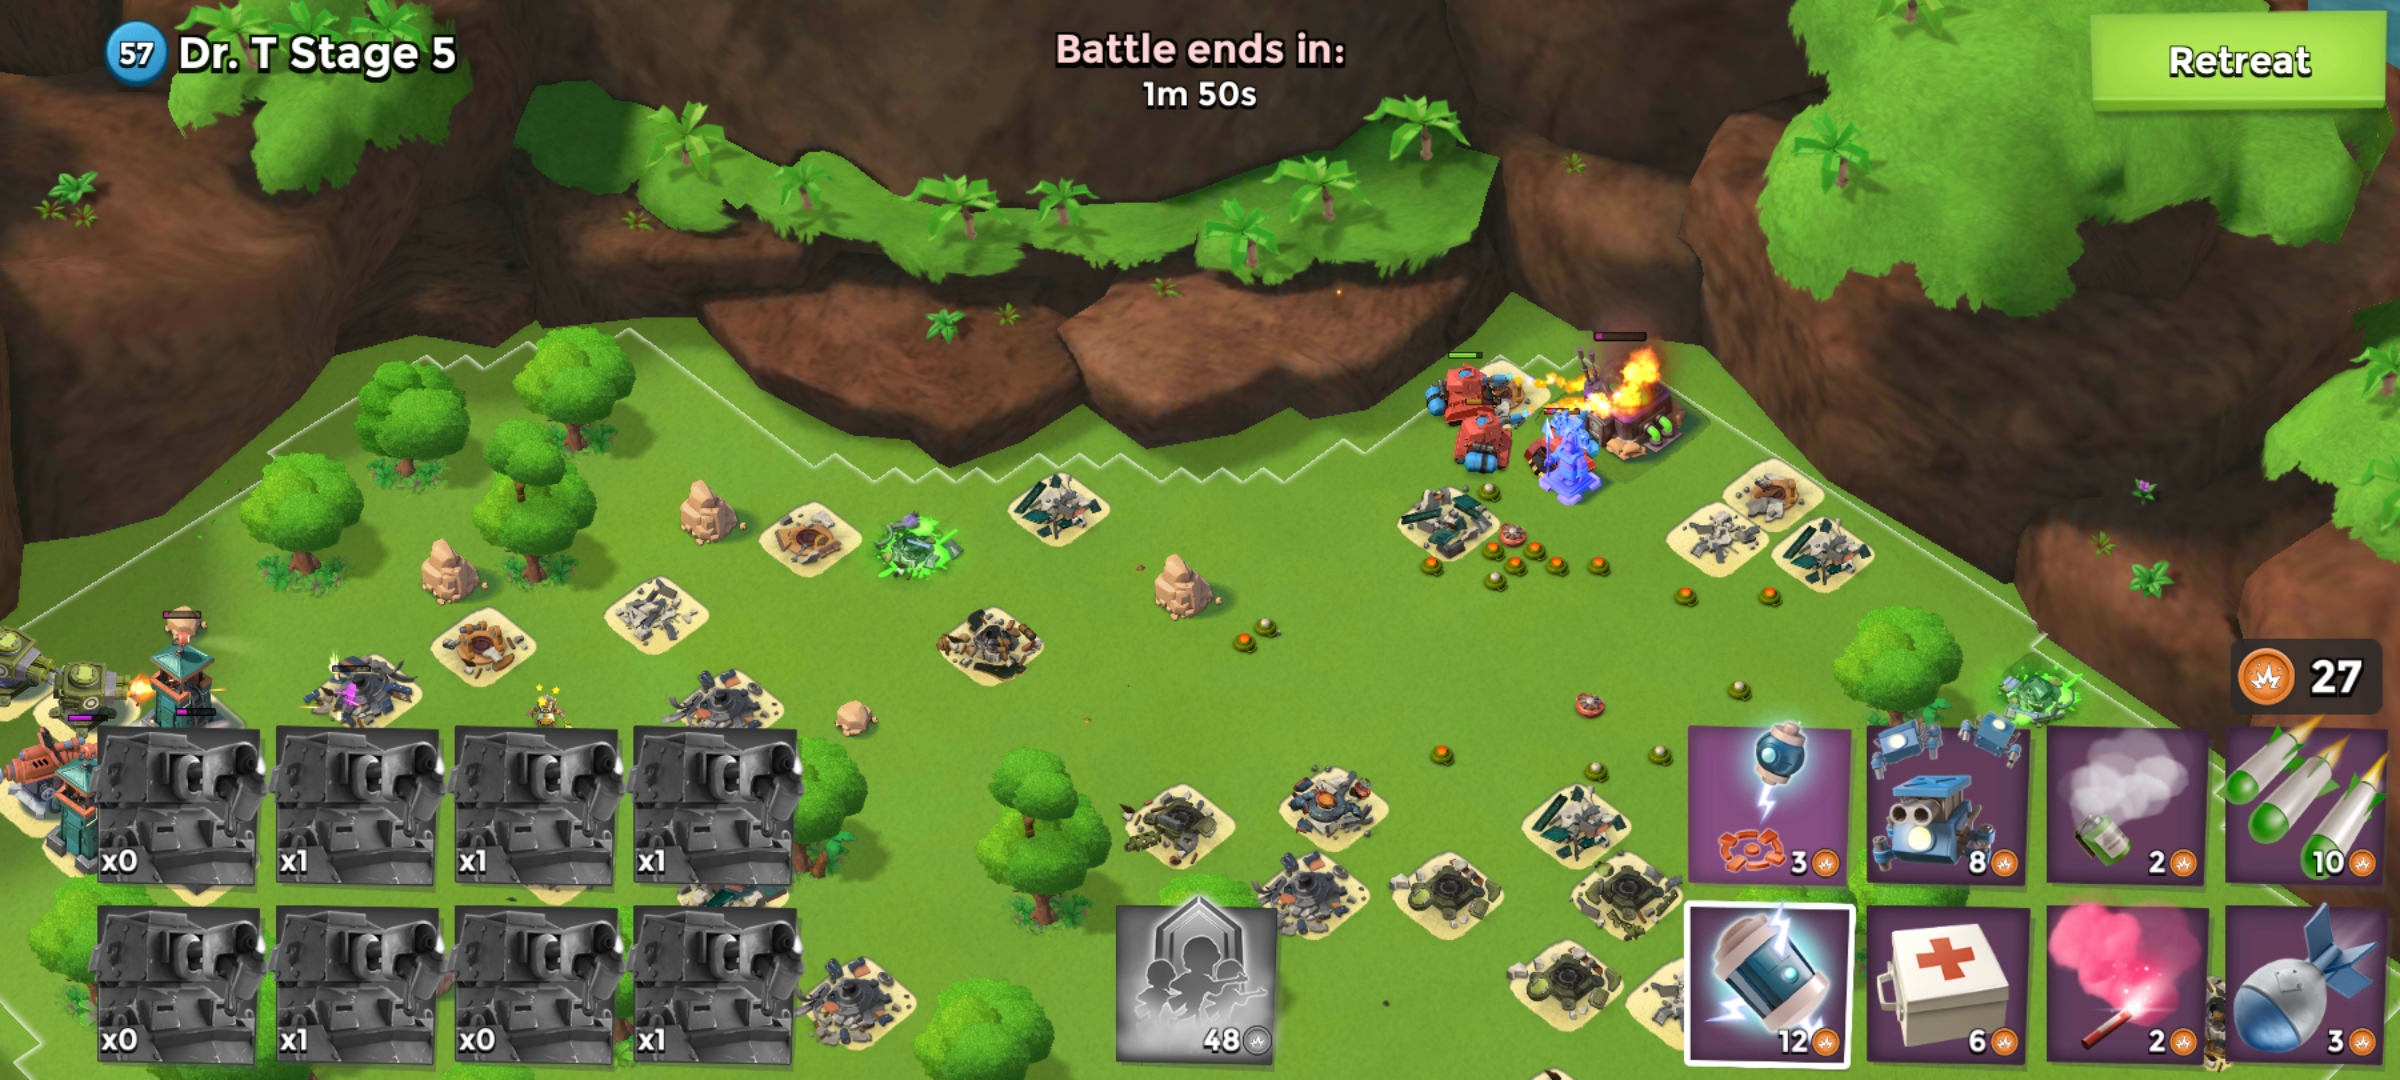 57 Dr. T Stage 5
Battle ends in:
1m 50s
Retreat
27
x0 x1 x1 x1
3 8 2 10
x0 x1 x0 x1
48
12 6 2 3